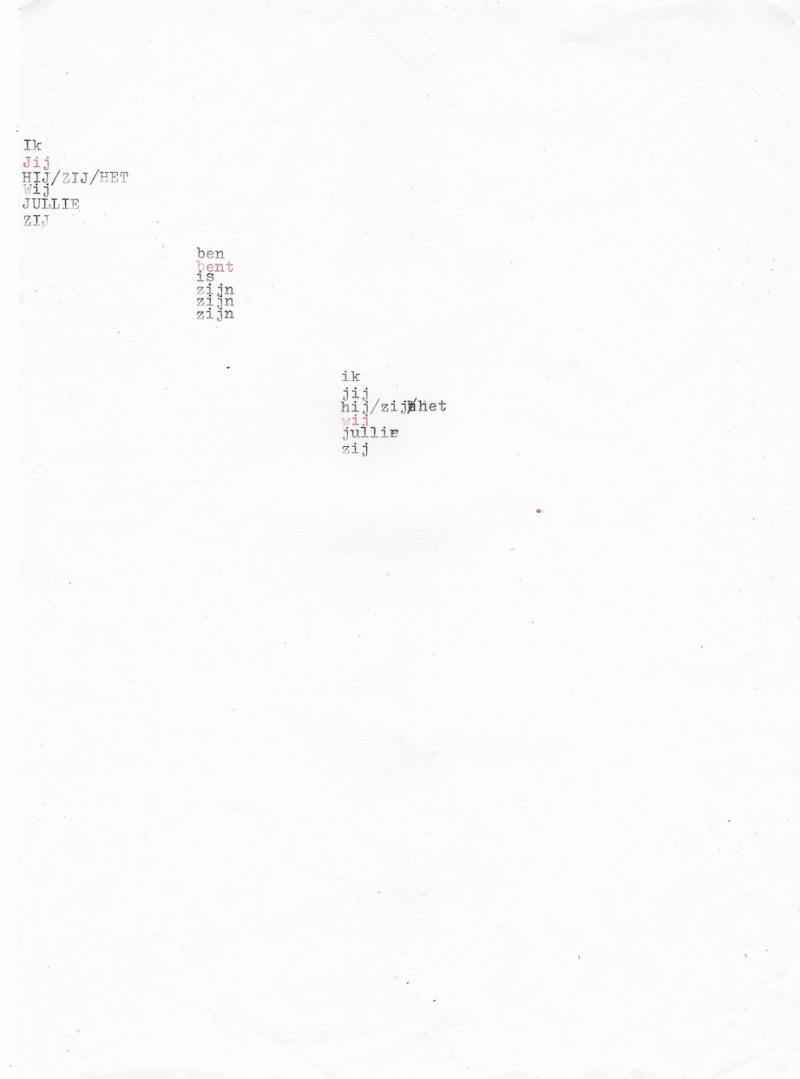 Ik
Jij
HIJ/ZIJ/HET
Wij
JULLIE
ZIJ
ben
bent
is
zijn
zijn
zijn
ik
jij
hij/zij/het
wij
jullie
zij